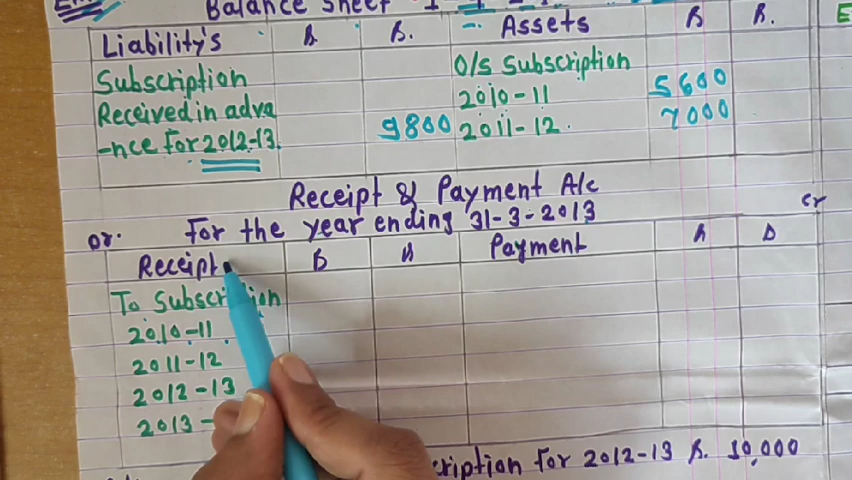 Balance Sheet
Liability's ₨. ₨. Assets ₨ ₨.
Subscription O/s Subscription
Received in adva 2010-11 5600
-nce For 2012-13. 9800 2011-12. 7000
Receipt & Payment A/c
For the year ending 31-3-2013 cr
Receipt ₨ ₨ Payment ₨
To Subscription
2010-11
2011-12
2012-13
2013-
cription For 2012-13 ₨. 10,000